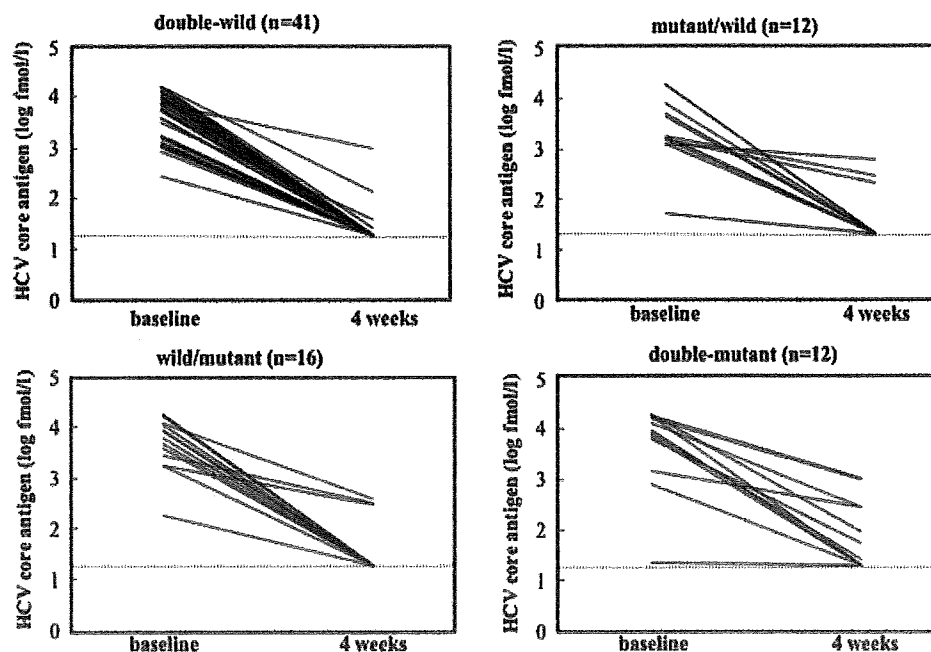 double-wild (n=41)
HCV core antigen (log fmol/l)
5
4
3
2
1
0
baseline 4 weeks
mutant/wild (n=12)
HCV core antigen (log fmol/l)
5
4
3
2
1
0
baseline 4 weeks
wild/mutant (n=16)
HCV core antigen (log fmol/l)
5
4
3
2
1
0
baseline 4 weeks
double-mutant (n=12)
HCV core antigen (log fmol/l)
5
4
3
2
1
0
baseline 4 weeks